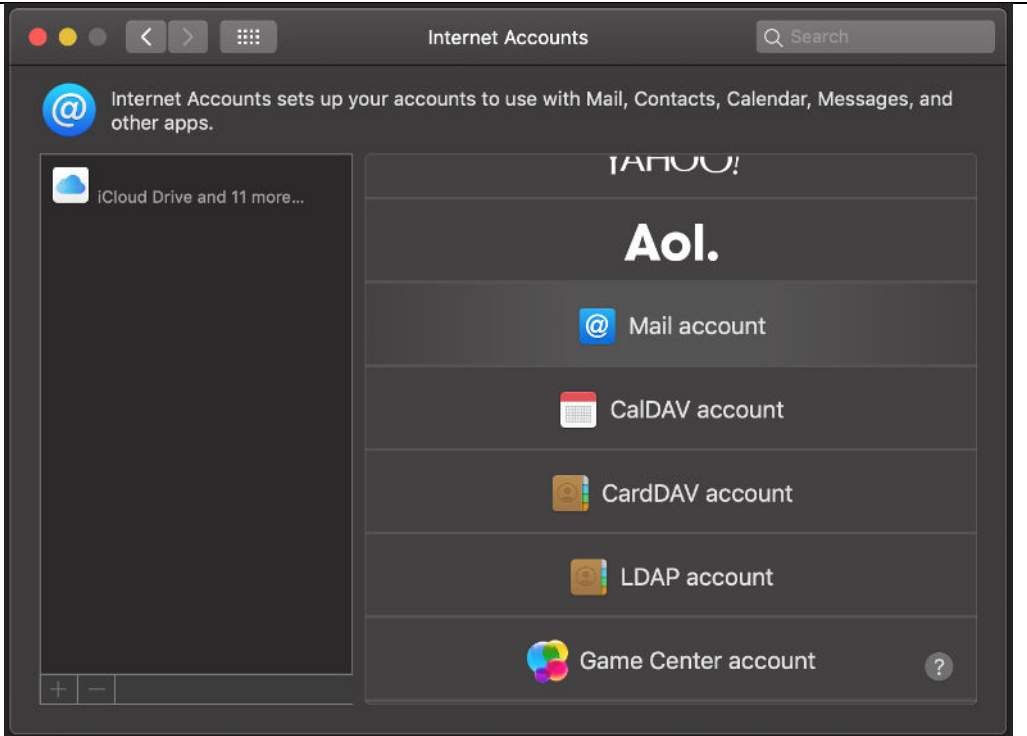 Internet Accounts
Search
Internet Accounts sets up your accounts to use with Mail, Contacts, Calendar, Messages, and
other apps.
iCloud Drive and 11 more...
YAHOO!
Aol.
@ Mail account
CalDAV account
CardDAV account
LDAP account
Game Center account
?